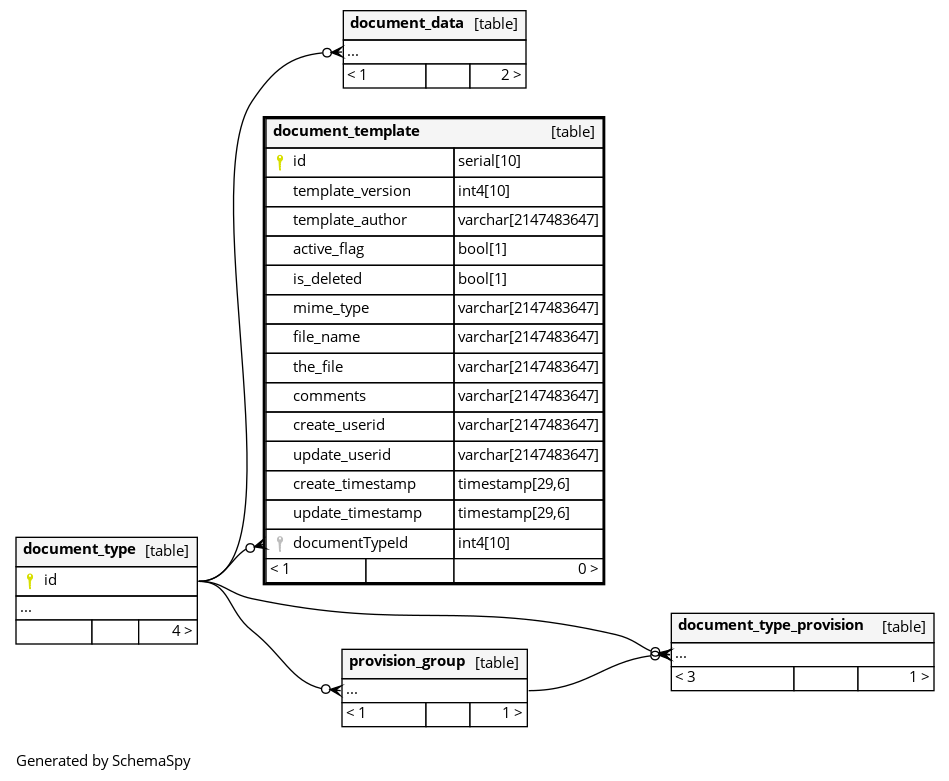 document_data [table]
...
< 1 2 >
document_template [table]
id serial[10]
template_version int4[10]
template_author varchar[2147483647]
active_flag bool[1]
is_deleted bool[1]
mime_type varchar[2147483647]
file_name varchar[2147483647]
the_file varchar[2147483647]
comments varchar[2147483647]
create_userid varchar[2147483647]
update_userid varchar[2147483647]
create_timestamp timestamp[29,6]
update_timestamp timestamp[29,6]
documentTypeId int4[10]
< 1 0 >
document_type [table]
id
...
4 >
document_type_provision [table]
...
< 3 1 >
provision_group [table]
...
< 1 1 >
Generated by SchemaSpy